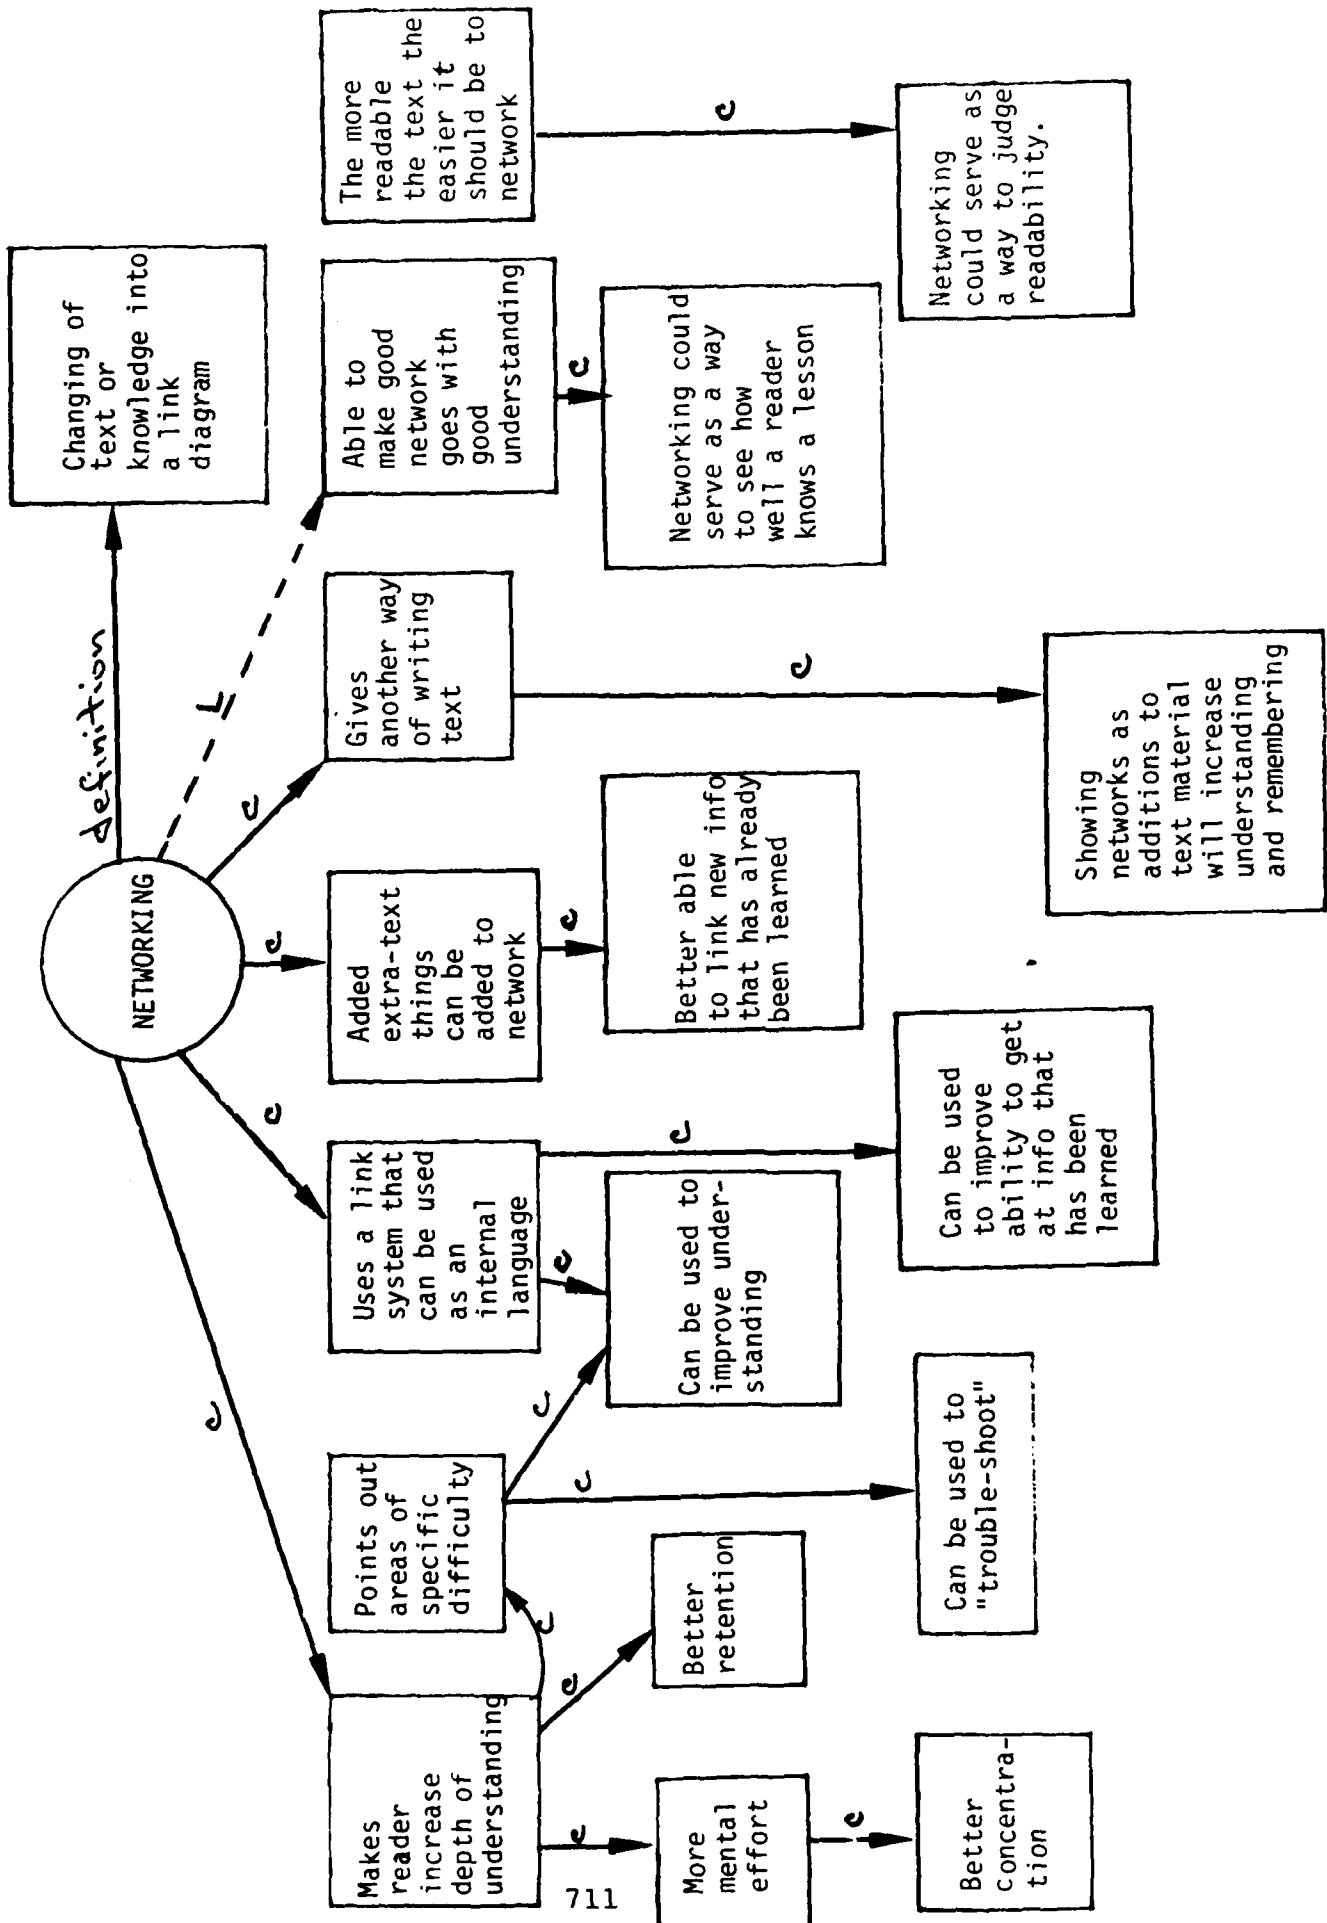 NETWORKING
definition
Changing of
text or
knowledge into
a link
diagram
L
c
c
c
c
Makes
reader
increase
depth of
understanding
Points out
areas of
specific
difficulty
Uses a link
system that
can be used
as an
internal
language
Added
extra-text
things
can be
added to
network
Gives
another way
of writing
text
Able to
make good
network
goes with
good
understanding
The more
readable
the text the
easier it
should be to
network
c
c
c
c
c
c
c
c
c
c
c
c
More
mental
effort
Better
retention
Can be used to
improve under-
standing
Better able
to link new info
that has already
been learned
Networking could
serve as a way
to see how
well a reader
knows a lesson
Better
Concentra-
tion
Can be used to
"trouble-shoot"
Can be used
to improve
ability to get
at info that
has been
learned
Networking
could serve as
a way to judge
readability.
Showing
networks as
additions to
text material
will increase
understanding
and remembering
711